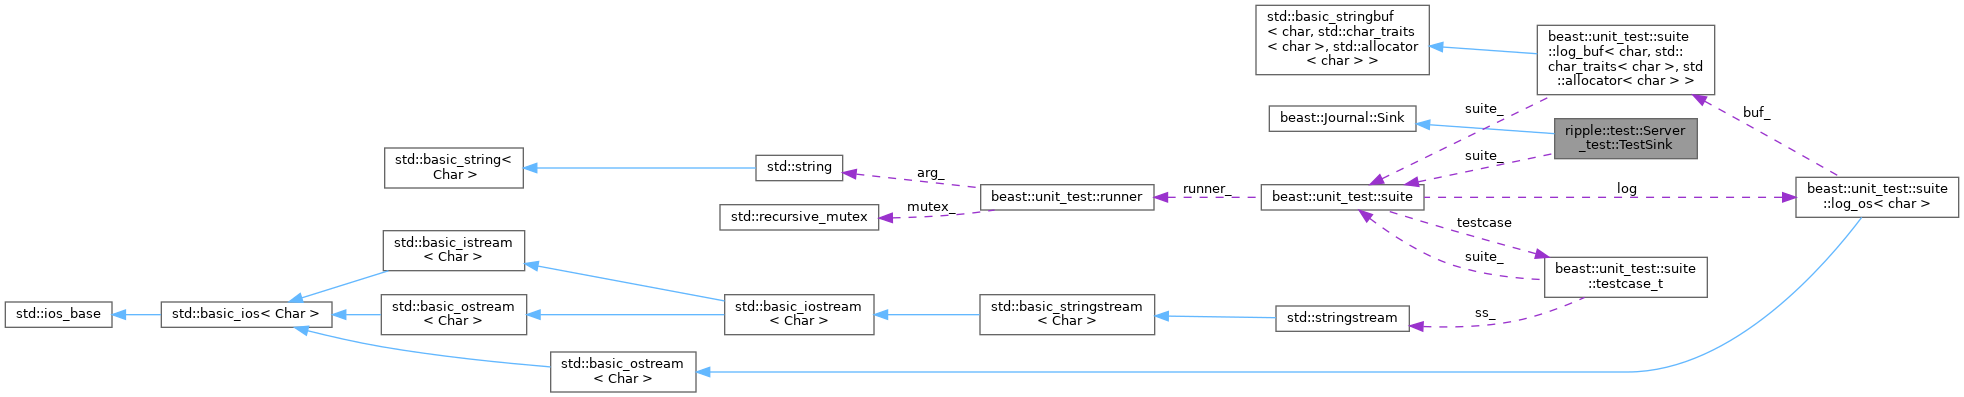 std::basic_stringbuf
< char, std::char_traits
< char >, std::allocator
< char > >
beast::unit_test::suite
::log_buf< char, std::
char_traits< char >, std
::allocator< char > >
suite_
buf_
beast::Journal::Sink
ripple::test::Server
_test::TestSink
suite_
std::basic_string<
Char >
std::string
arg_
beast::unit_test::runner
runner_
beast::unit_test::suite
log
beast::unit_test::suite
::log_os< char >
std::recursive_mutex
mutex_
testcase
std::basic_istream
< Char >
suite_
beast::unit_test::suite
::testcase_t
std::ios_base
std::basic_ios< Char >
std::basic_ostream
< Char >
std::basic_iostream
< Char >
std::basic_stringstream
< Char >
std::stringstream
ss_
std::basic_ostream
< Char >